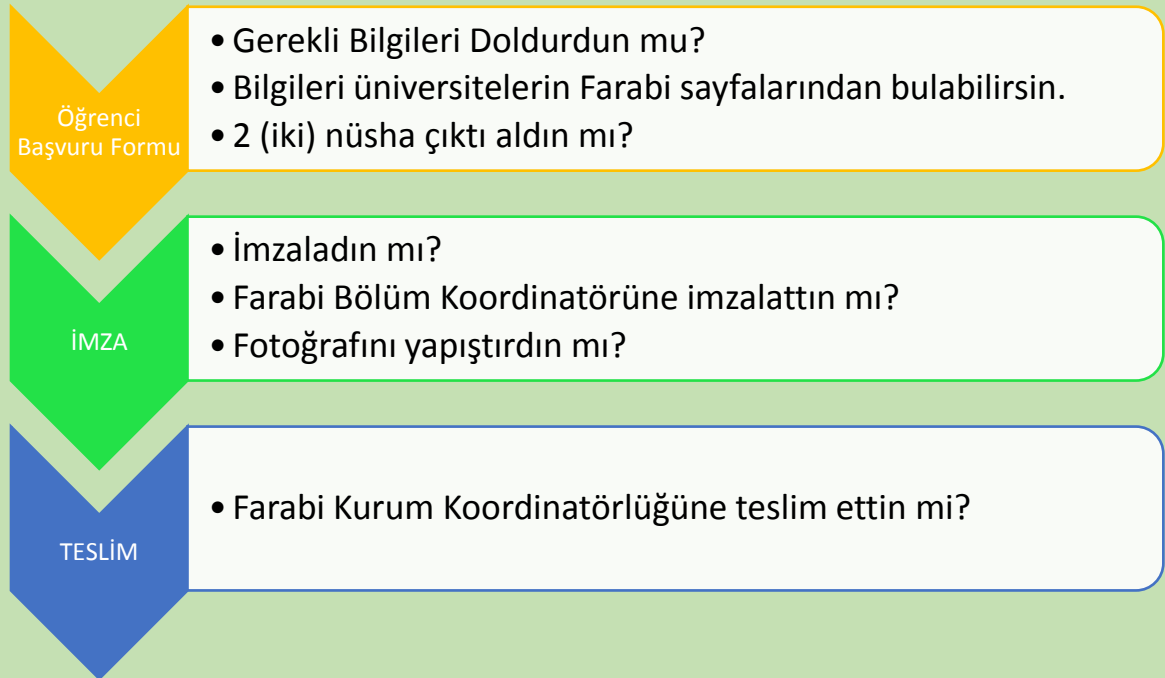 Öğrenci
Başvuru Formu
• Gerekli Bilgileri Doldurdun mu?
• Bilgileri üniversitelerin Farabi sayfalarından bulabilirsin.
• 2 (iki) nüsha çıktı aldın mı?
İMZA
• İmzaladın mı?
• Farabi Bölüm Koordinatörüne imzalattın mı?
• Fotoğrafını yapıştırdın mı?
TESLİM
• Farabi Kurum Koordinatörlüğüne teslim ettin mi?